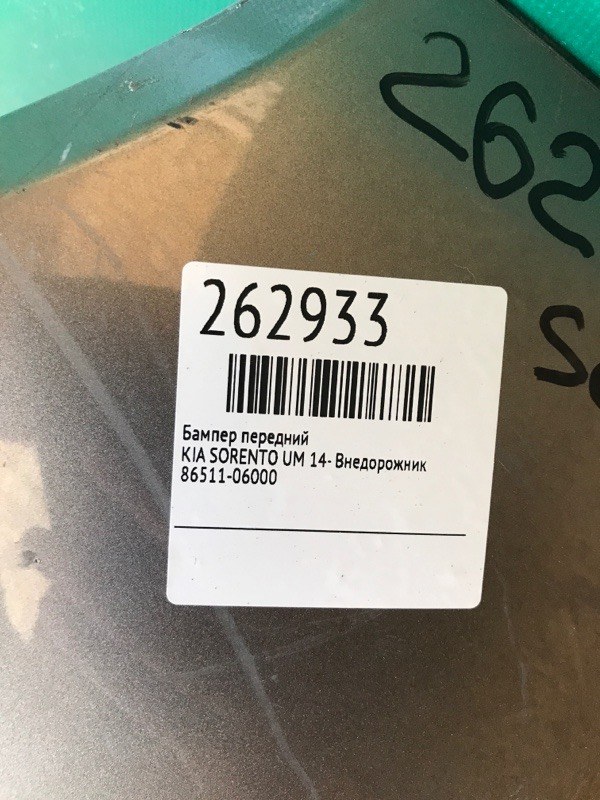 262933
Бампер передний
KIA SORENTO UM 14- Внедорожник
86511-06000